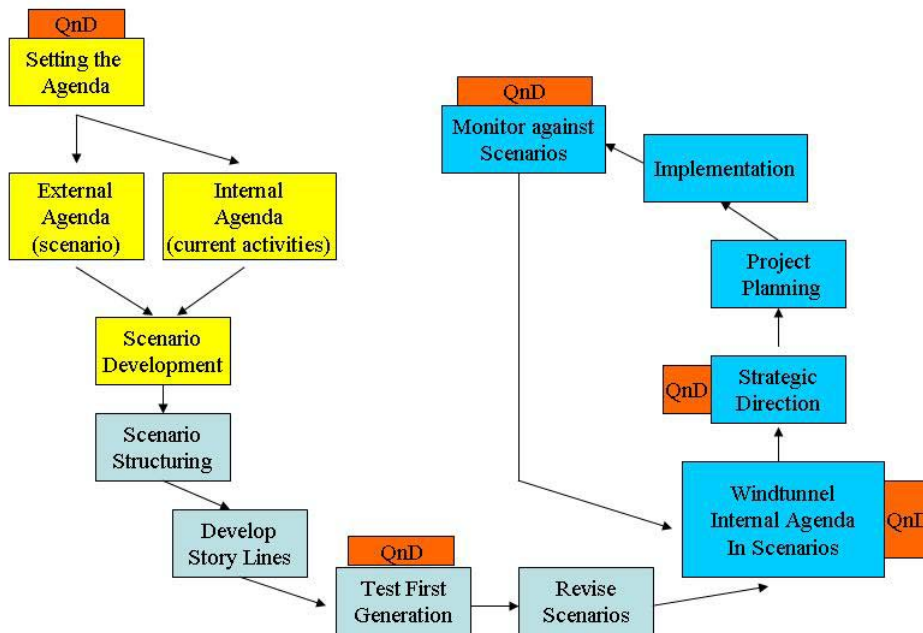 QnD
Setting the
Agenda
External
Agenda
(scenario)
Internal
Agenda
(current activities)
Scenario
Development
Scenario
Structuring
Develop
Story Lines
QnD
Test First
Generation
Revise
Scenarios
Windtunnel
Internal Agenda
In Scenarios
QnD
QnD
Strategic
Direction
Project
Planning
Implementation
QnD
Monitor against
Scenarios